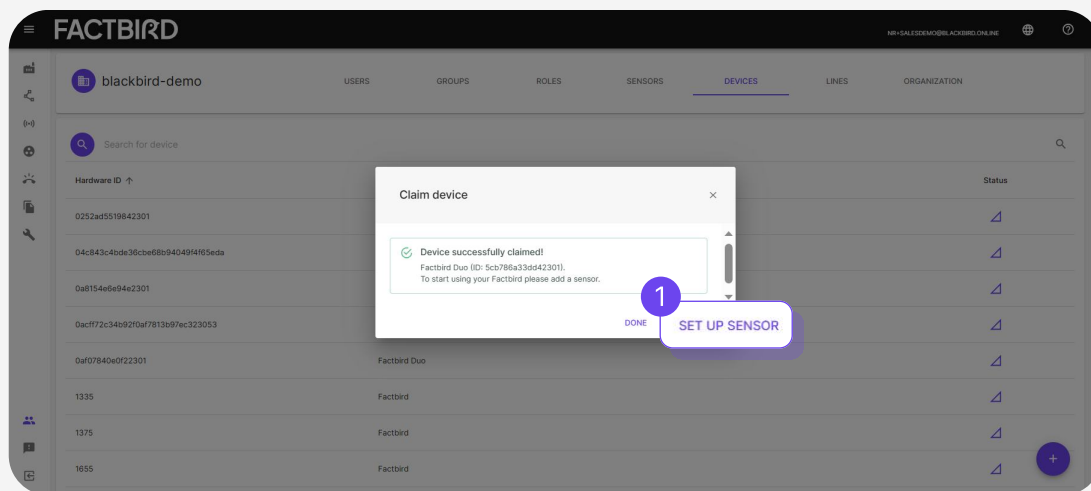 FACTBIRD
NR+SALESDEMO@BLACKBIRD.ONLINE
blackbird-demo
USERS
GROUPS
ROLES
SENSORS
DEVICES
LINES
ORGANIZATION
Search for device
Hardware ID ↑
Status
Claim device
0252ad5519842301
04c843c4bde36cbe68b94049f4f65eda
Device successfully claimed!
Factbird Duo (ID: 5cb786a33dd42301).
To start using your Factbird please add a sensor.
0a8154e6e94e2301
1
0acff72c34b92f0af7813b97ec323053
DONE
SET UP SENSOR
0af07840e0f22301
Factbird Duo
1335
Factbird
1375
Factbird
1655
Factbird